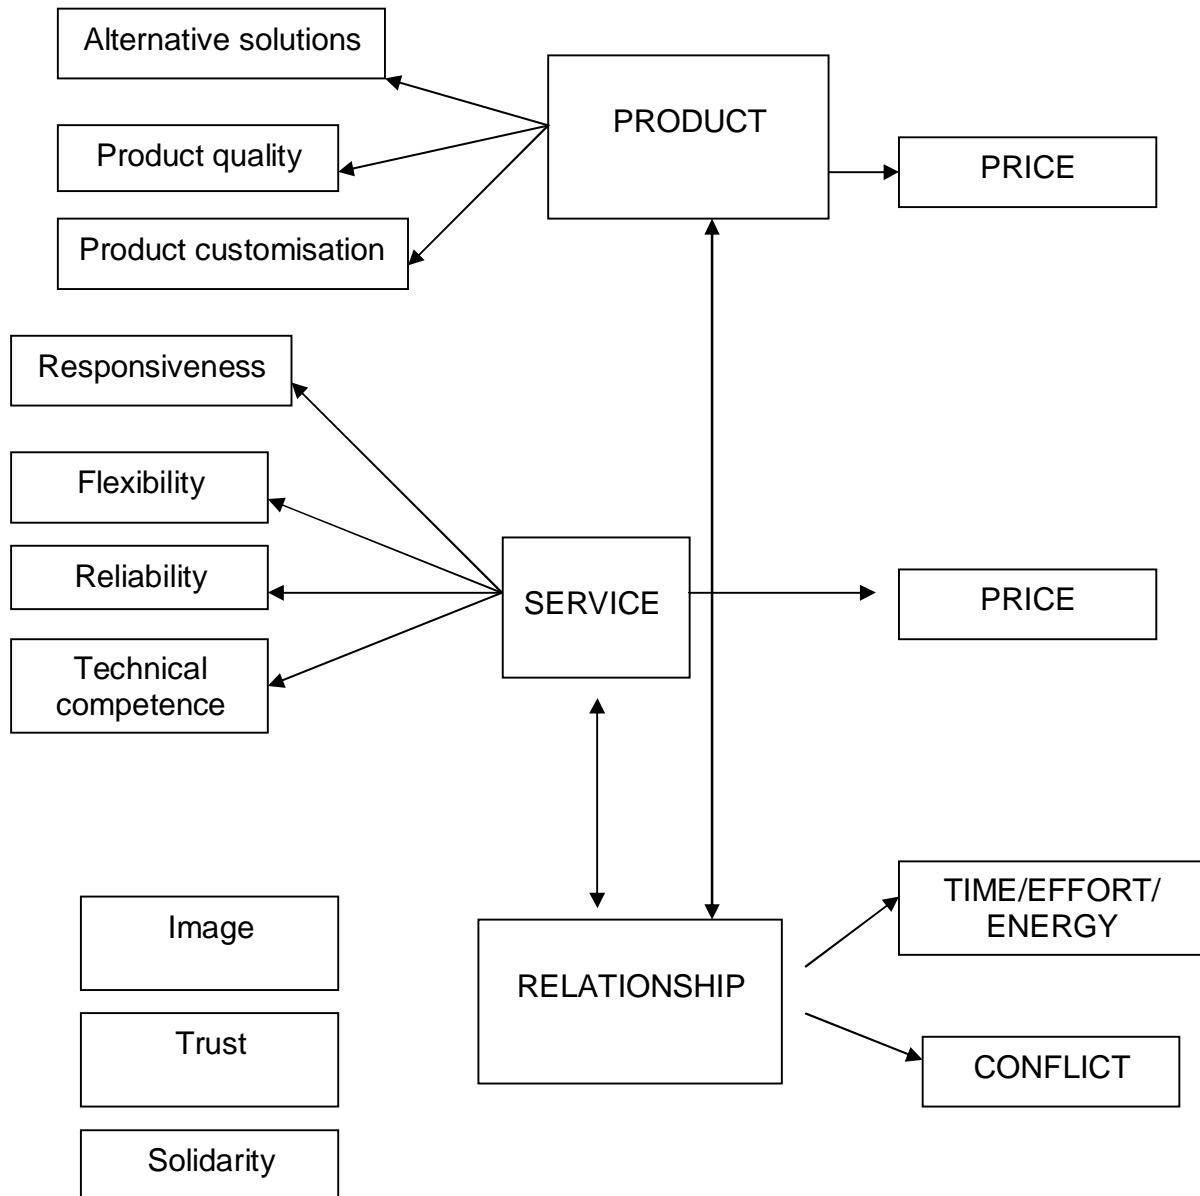 Alternative solutions
PRODUCT
Product quality
PRICE
Product customisation
Responsiveness
Flexibility
Reliability
SERVICE
PRICE
Technical
competence
Image
TIME/EFFORT/
ENERGY
RELATIONSHIP
Trust
CONFLICT
Solidarity